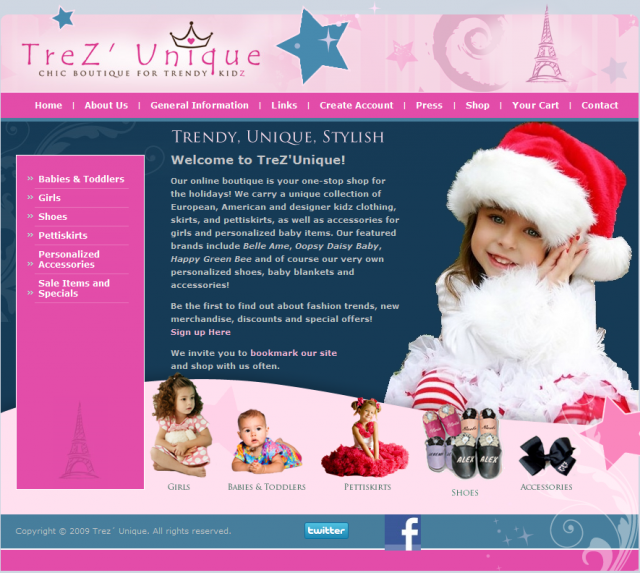 TreZ' Unique
CHIC BOUTIQUE FOR TRENDY KIDZ
Home | About Us | General Information | Links | Create Account | Press | Shop | Your Cart | Contact
» Babies & Toddlers
» Girls
» Shoes
» Pettiskirts
Personalized
» Accessories
Sale Items and
» Specials
Trendy, Unique, Stylish
Welcome to TreZ'Unique!
Our online boutique is your one-stop shop for
the holidays! We carry a unique collection of
European, American and designer kidz clothing,
skirts, and pettiskirts, as well as accessories for
girls and personalized baby items. Our featured
brands include Belle Ame, Oopsy Daisy Baby,
Happy Green Bee and of course our very own
personalized shoes, baby blankets and
accessories!
Be the first to find out about fashion trends, new
merchandise, discounts and special offers!
Sign up Here
We invite you to bookmark our site
and shop with us often.
ALEX ALEX
Girls
Babies & Toddlers
Pettiskirts
Shoes
Accessories
Copyright © 2009 Trez´ Unique. All rights reserved.
twitter
f